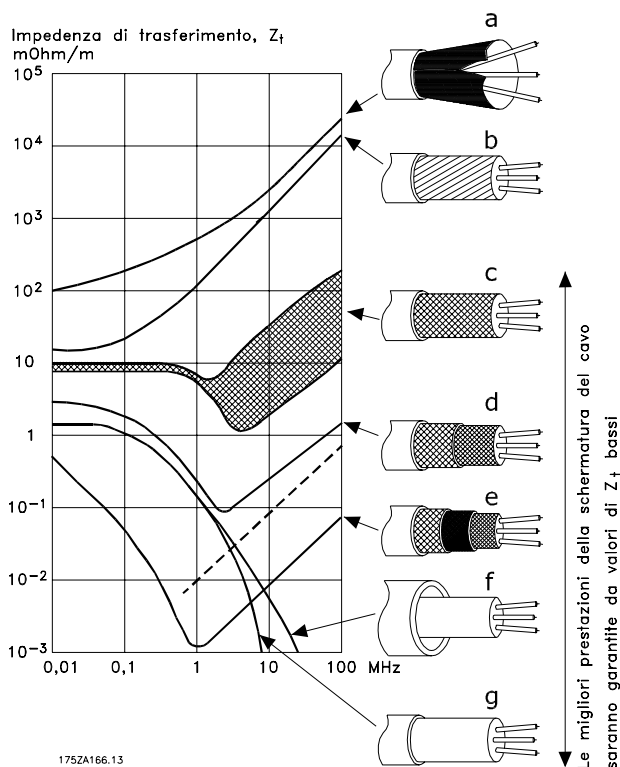 Impedenza di trasferimento, Zt
mOhm/m
10⁵
10⁴
10³
10²
10
1
10⁻¹
10⁻²
10⁻³
0,01 0,1 1 10 100 MHz
a
b
c
d
e
f
g
Le migliori prestazioni della schermatura del cavo
saranno garantite da valori di Zt bassi
175ZA166.13